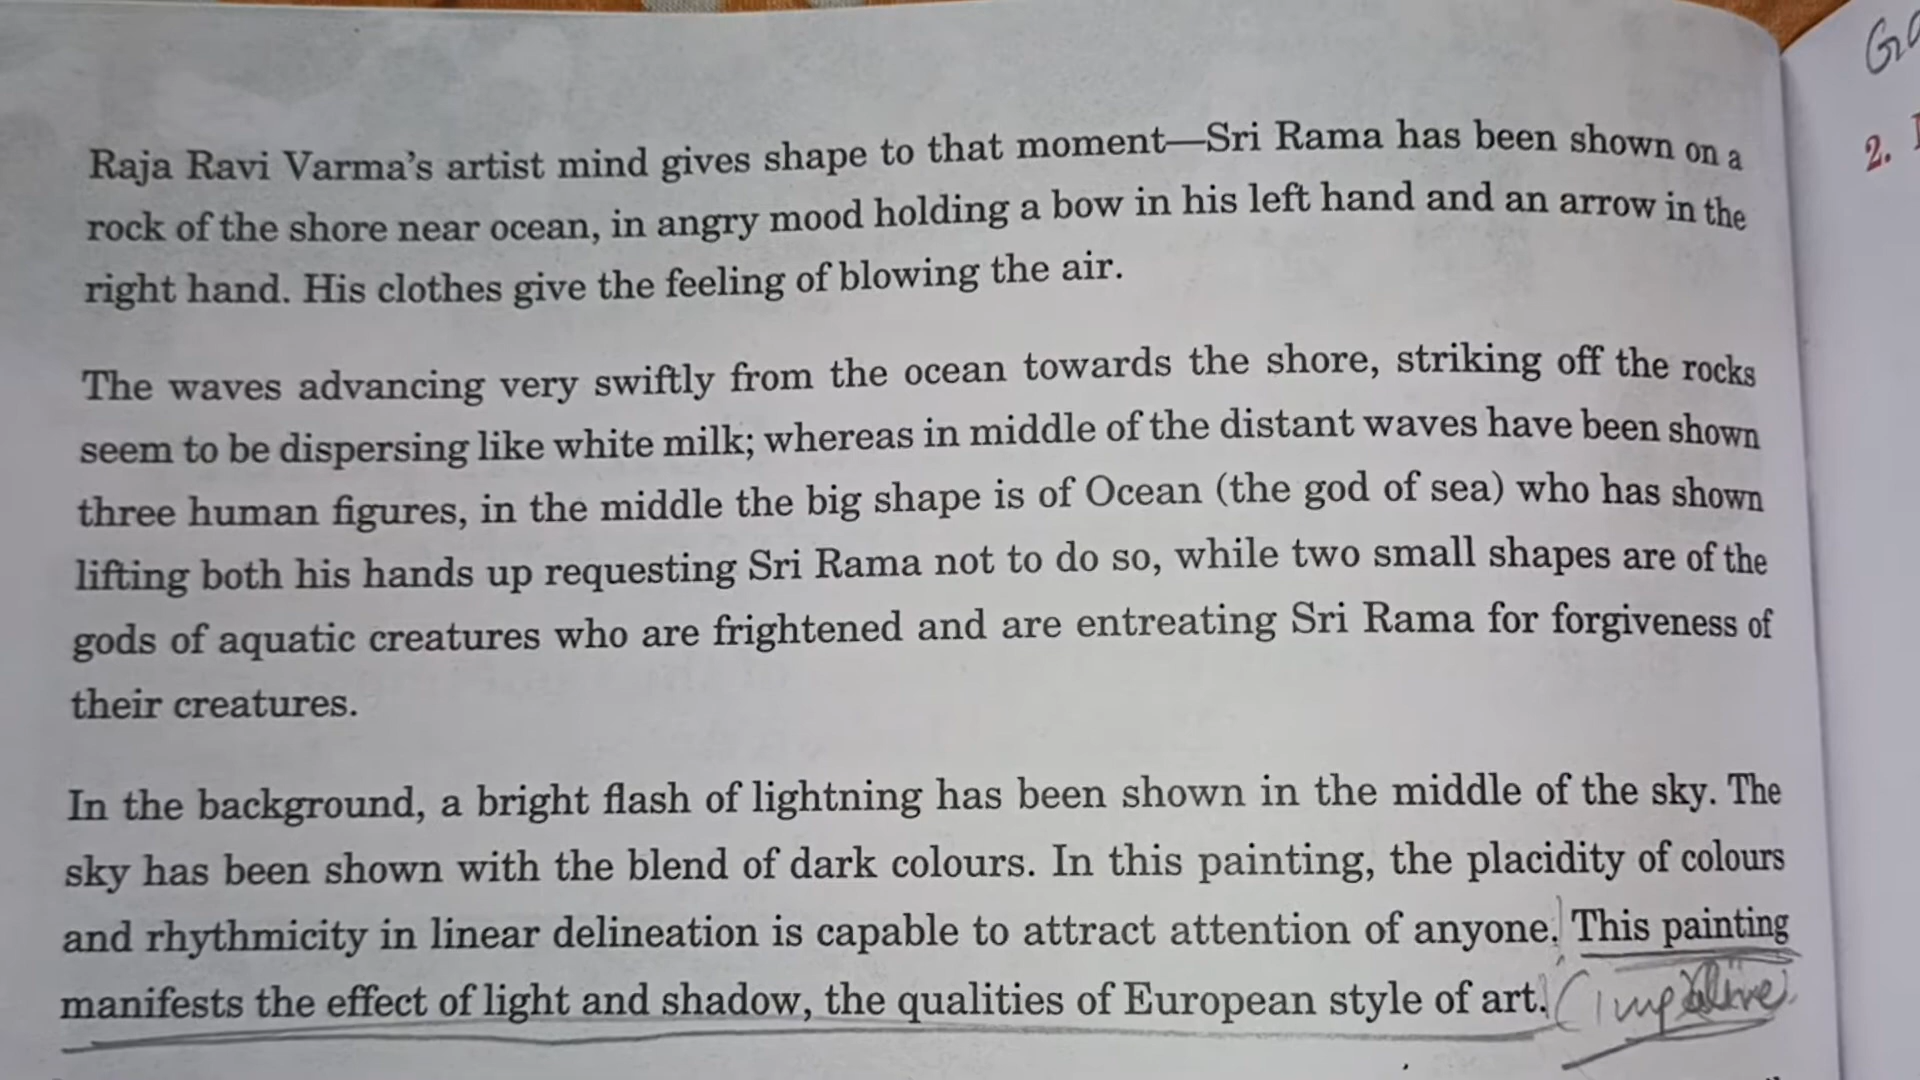 Raja Ravi Varma's artist mind gives shape to that moment—Sri Rama has been shown on a
rock of the shore near ocean, in angry mood holding a bow in his left hand and an arrow in the
right hand. His clothes give the feeling of blowing the air.
The waves advancing very swiftly from the ocean towards the shore, striking off the rocks
seem to be dispersing like white milk; whereas in middle of the distant waves have been shown
three human figures, in the middle the big shape is of Ocean (the god of sea) who has shown
lifting both his hands up requesting Sri Rama not to do so, while two small shapes are of the
gods of aquatic creatures who are frightened and are entreating Sri Rama for forgiveness of
their creatures.
In the background, a bright flash of lightning has been shown in the middle of the sky. The
sky has been shown with the blend of dark colours. In this painting, the placidity of colours
and rhythmicity in linear delineation is capable to attract attention of anyone. This painting
manifests the effect of light and shadow, the qualities of European style of art. (imp line
2.